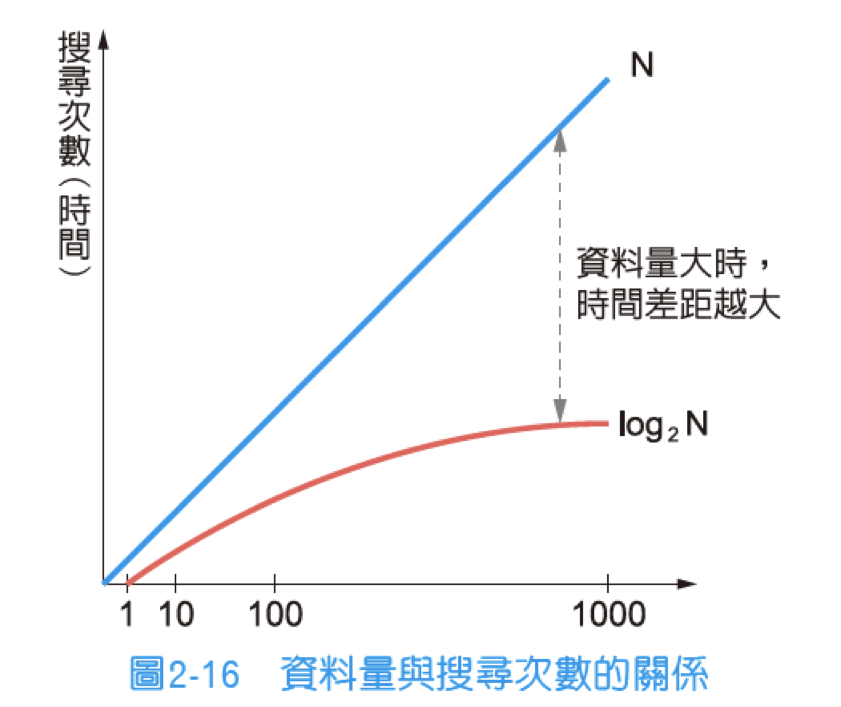 搜尋次數（時間）
N
資料量大時，
時間差距越大
log₂ N
1 10 100 1000
圖2-16 資料量與搜尋次數的關係